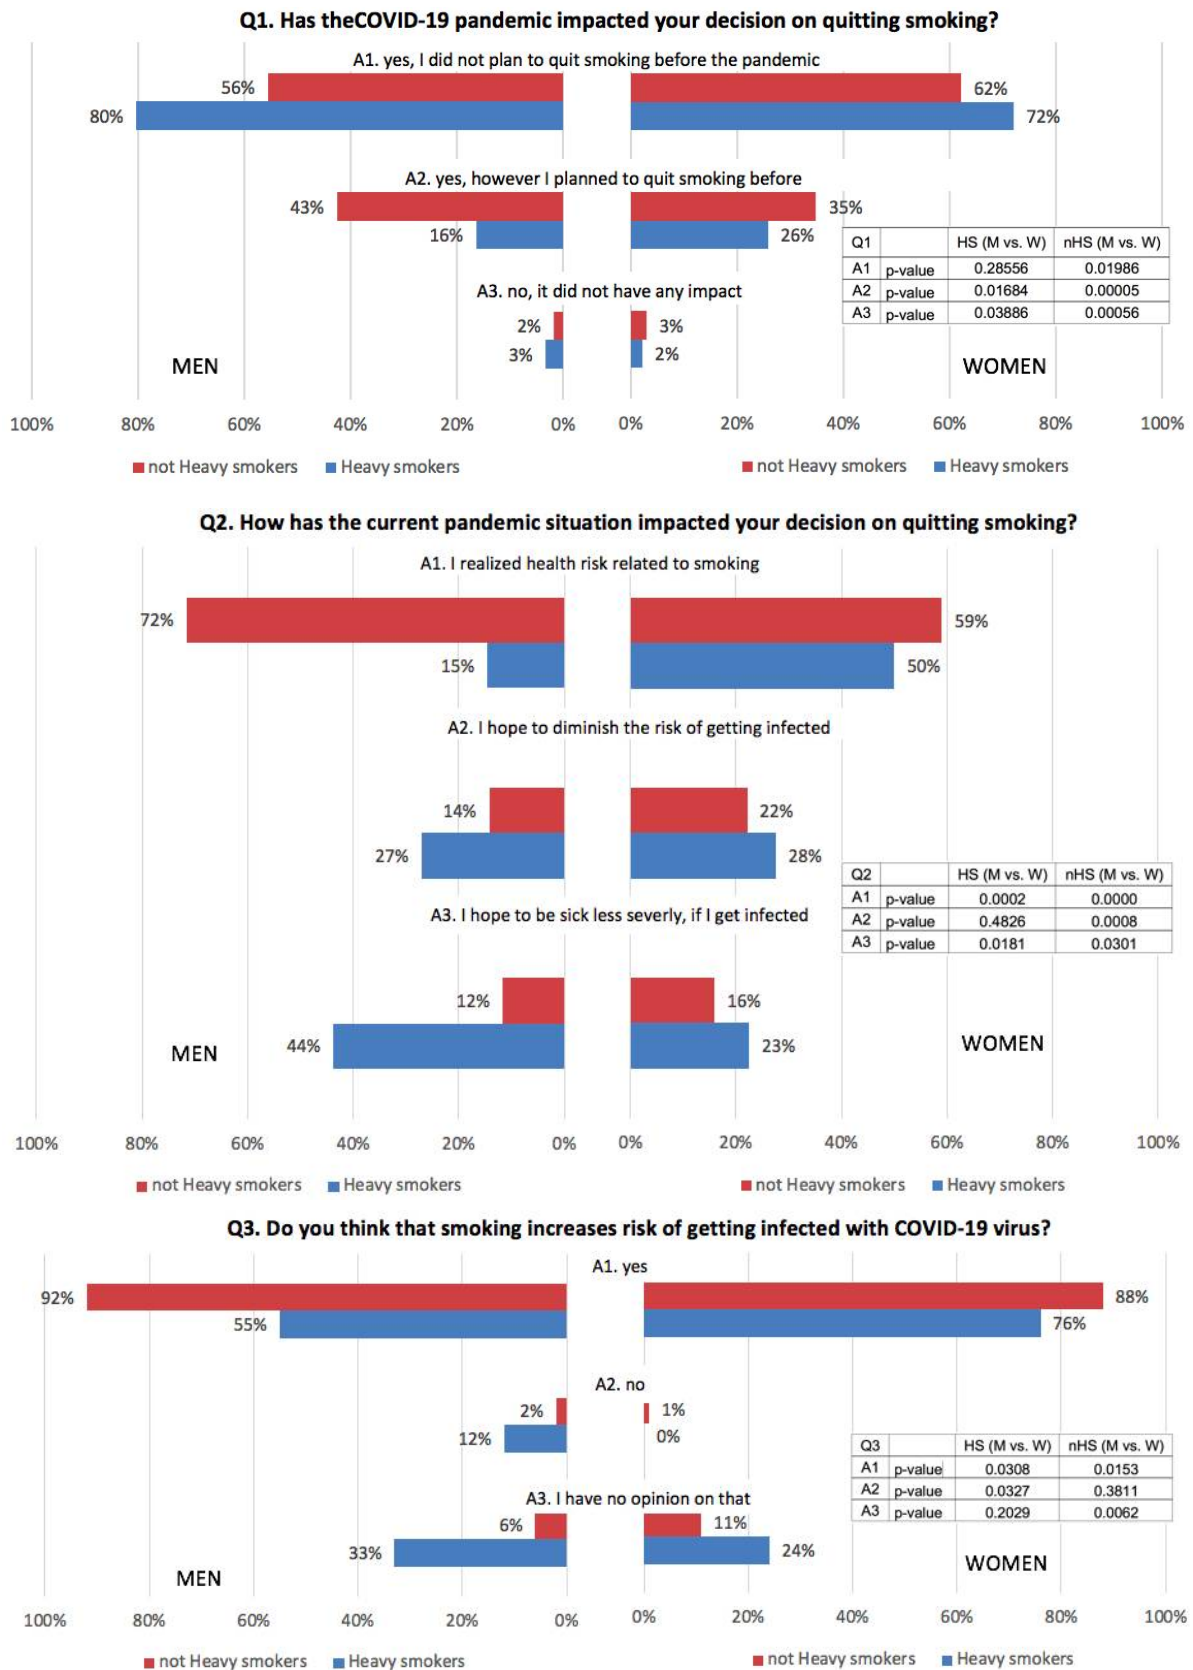 Q1. Has theCOVID-19 pandemic impacted your decision on quitting smoking?
A1. yes, I did not plan to quit smoking before the pandemic
56% 62%
80% 72%
A2. yes, however I planned to quit smoking before
43% 35%
16% 26%
Q1 HS (M vs. W) nHS (M vs. W)
A1 p-value 0.28556 0.01986
A2 p-value 0.01684 0.00005
A3 p-value 0.03886 0.00056
A3. no, it did not have any impact
2% 3%
3% 2%
MEN WOMEN
100% 80% 60% 40% 20% 0% 0% 20% 40% 60% 80% 100%
not Heavy smokers Heavy smokers not Heavy smokers Heavy smokers
Q2. How has the current pandemic situation impacted your decision on quitting smoking?
A1. I realized health risk related to smoking
72% 59%
15% 50%
A2. I hope to diminish the risk of getting infected
14% 22%
27% 28%
Q2 HS (M vs. W) nHS (M vs. W)
A1 p-value 0.0002 0.0000
A2 p-value 0.4826 0.0008
A3 p-value 0.0181 0.0301
A3. I hope to be sick less severly, if I get infected
12% 16%
44% 23%
MEN WOMEN
100% 80% 60% 40% 20% 0% 0% 20% 40% 60% 80% 100%
not Heavy smokers Heavy smokers not Heavy smokers Heavy smokers
Q3. Do you think that smoking increases risk of getting infected with COVID-19 virus?
A1. yes
92% 88%
55% 76%
A2. no
2% 1%
12% 0%
Q3 HS (M vs. W) nHS (M vs. W)
A1 p-value 0.0308 0.0153
A2 p-value 0.0327 0.3811
A3 p-value 0.2029 0.0062
A3. I have no opinion on that
6% 11%
33% 24%
MEN WOMEN
100% 80% 60% 40% 20% 0% 0% 20% 40% 60% 80% 100%
not Heavy smokers Heavy smokers not Heavy smokers Heavy smokers